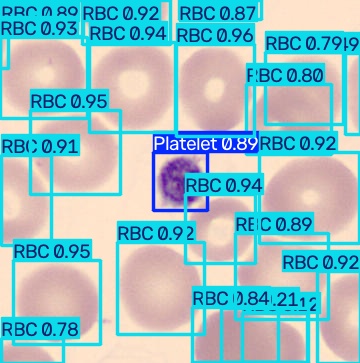 RBC 0.89
RBC 0.92
RBC 0.87
RBC 0.93
RBC 0.94
RBC 0.96
RBC 0.79
RBC 0.80
RBC 0.95
Platelet 0.89
RBC 0.92
RBC 0.91
RBC 0.94
RBC 0.92
RBC 0.89
RBC 0.95
RBC 0.92
RBC 0.84
RBC 0.78